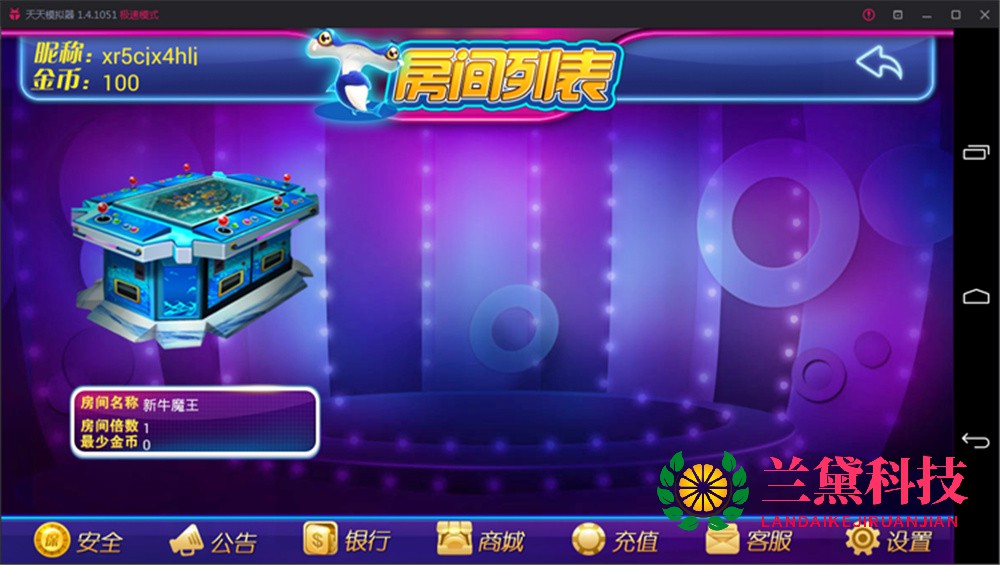 天天模拟器 1.4.1051 极速模式
昵称：xr5cjx4hlj
金币：100
房间列表
房间名称 新牛魔王
房间倍数 1
最少金币 0
兰黛科技
LANDAIKEJIRUANJIAN
安全 公告 银行 商城 充值 客服 设置